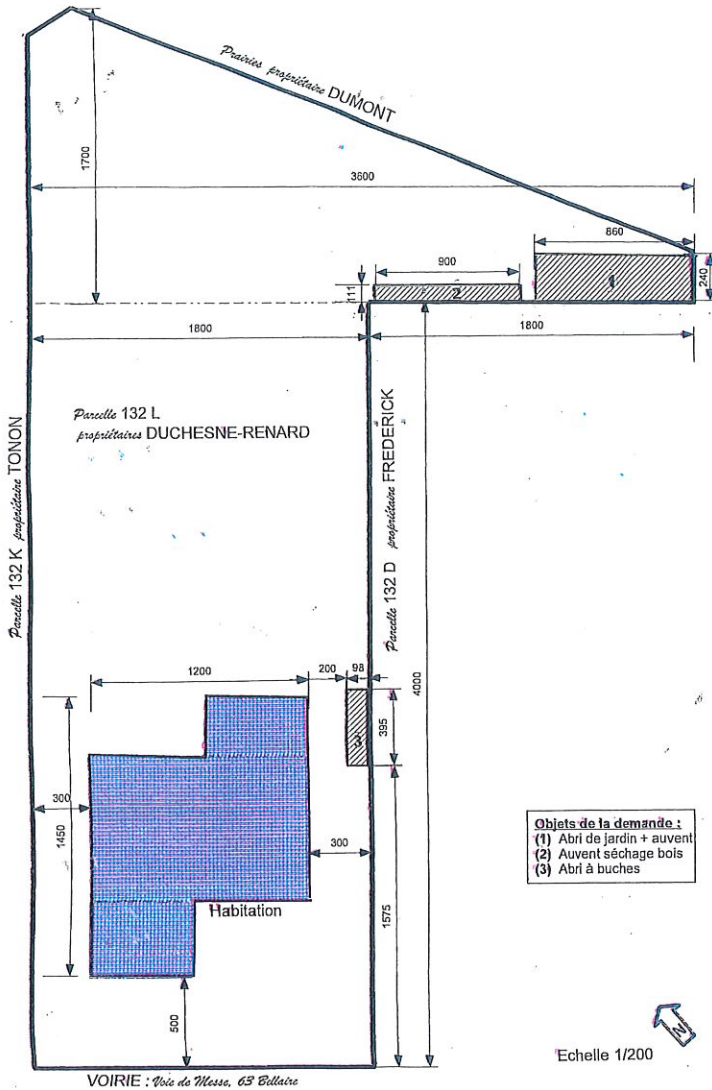 Prairies propriétaire DUMONT
1700
3600
860
900
240
111
2
1
1800
1800
Parcelle 132 L
propriétaires DUCHESNE-RENARD
Parcelle 132 K propriétaire TONON
Parcelle 132 D propriétaire FREDERICK
4000
1200
200
98
395
3
300
1450
300
1575
Habitation
500
Objets de la demande :
(1) Abri de jardin + auvent
(2) Auvent séchage bois
(3) Abri à buches
N
Echelle 1/200
VOIRIE : Voie de Messe, 63 Bellaire